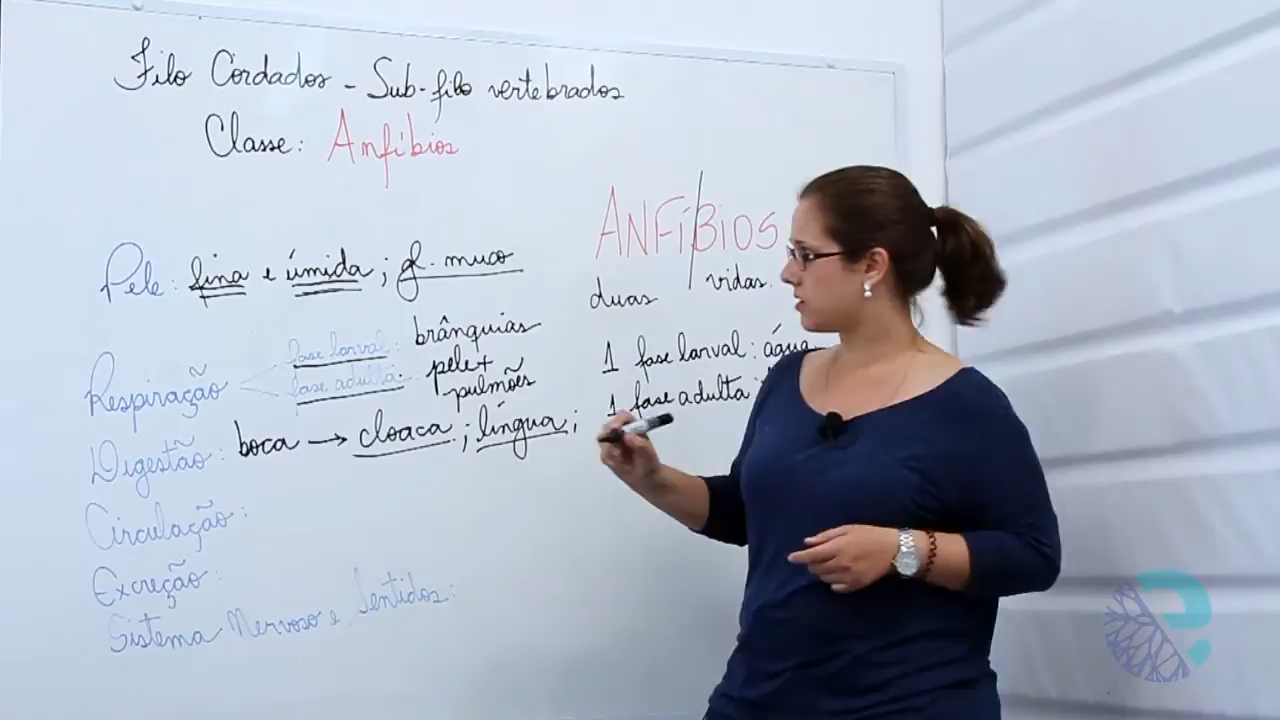 Filo Cordados - Sub-filo vertebrados
Classe: Anfíbios
Pele: fina e úmida; gl. muco
Respiração
fase larval: brânquias
fase adulta: pele +
pulmões
Digestão: boca → cloaca; língua;
Circulação:
Excreção:
Sistema Nervoso e Sentidos:
ANFíBiOS
duas vidas.
1 fase larval: água
1 fase adulta